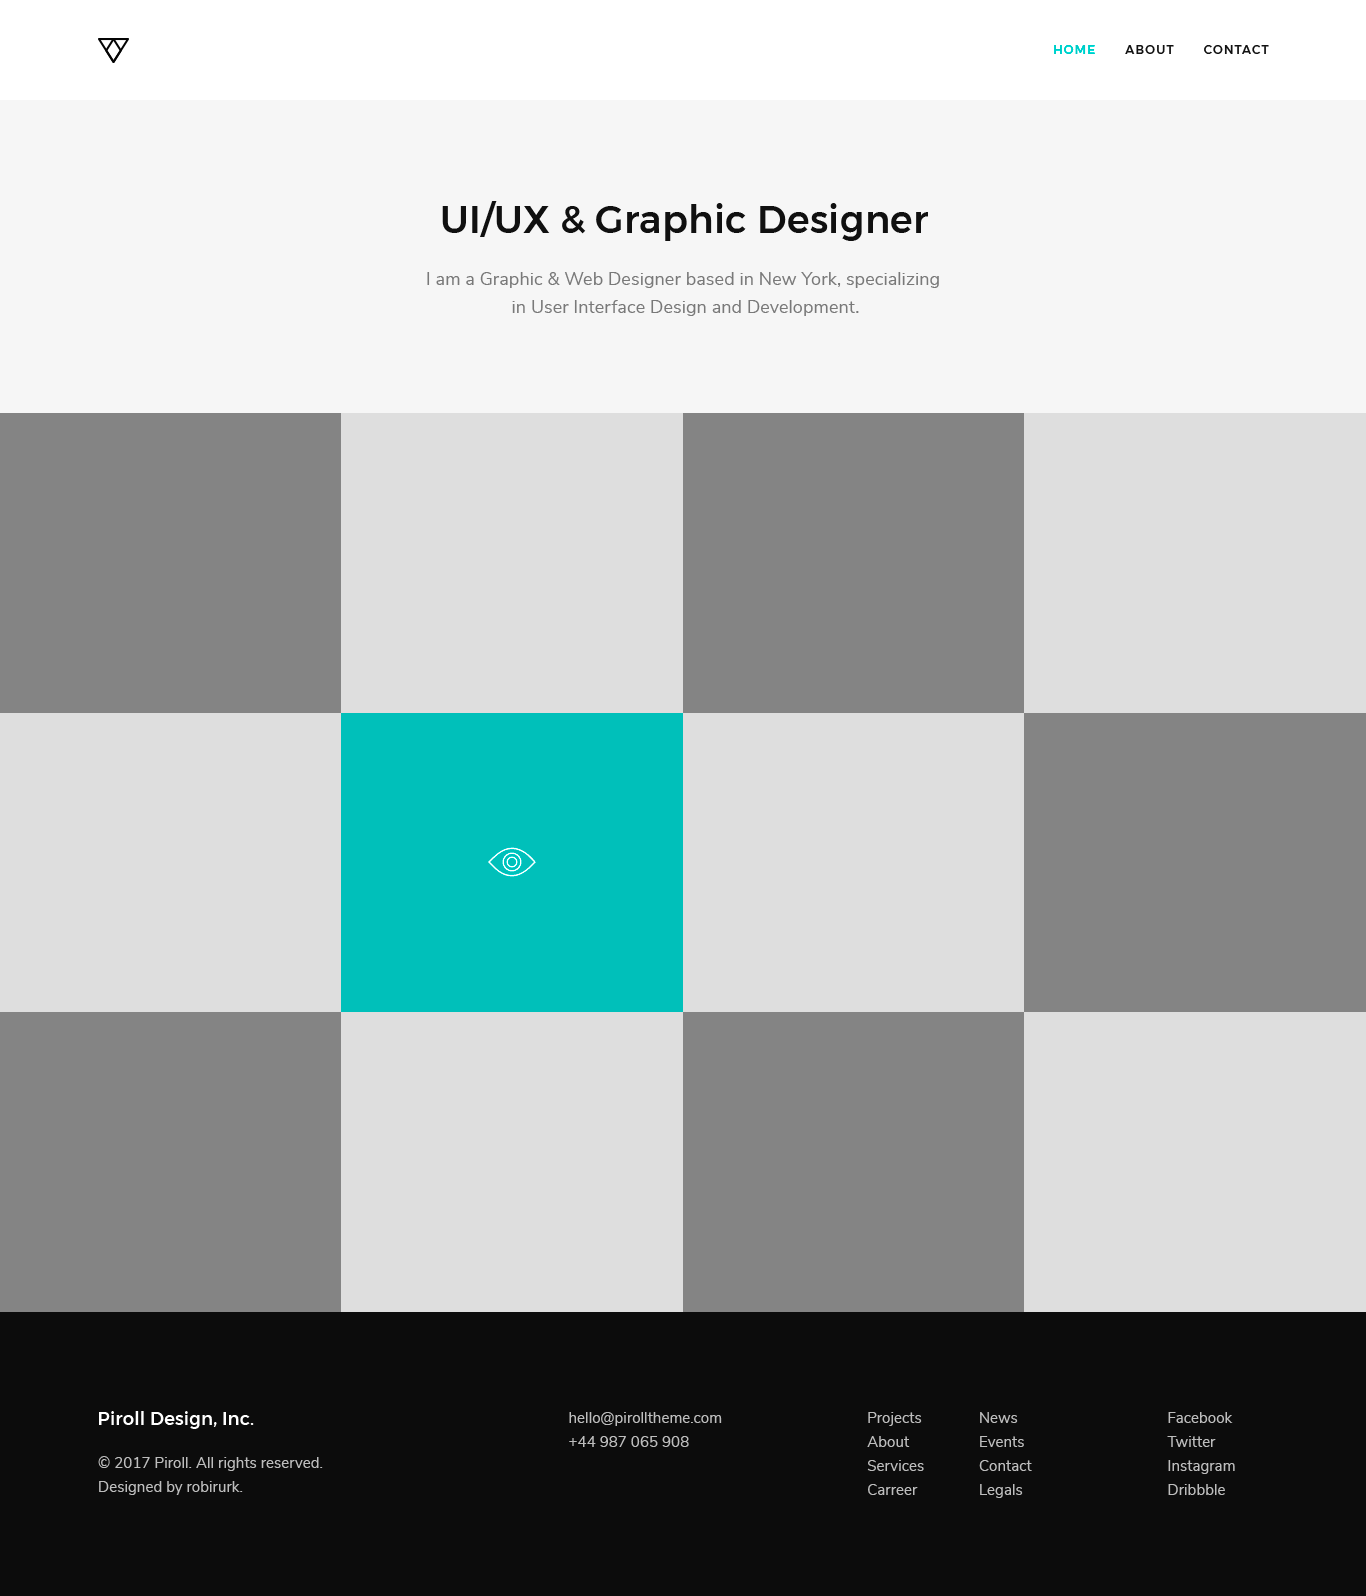 HOME ABOUT CONTACT
UI/UX & Graphic Designer
I am a Graphic & Web Designer based in New York, specializing
in User Interface Design and Development.
Piroll Design, Inc.
© 2017 Piroll. All rights reserved.
Designed by robirurk.
hello@pirolltheme.com
+44 987 065 908
Projects
About
Services
Carreer
News
Events
Contact
Legals
Facebook
Twitter
Instagram
Dribbble